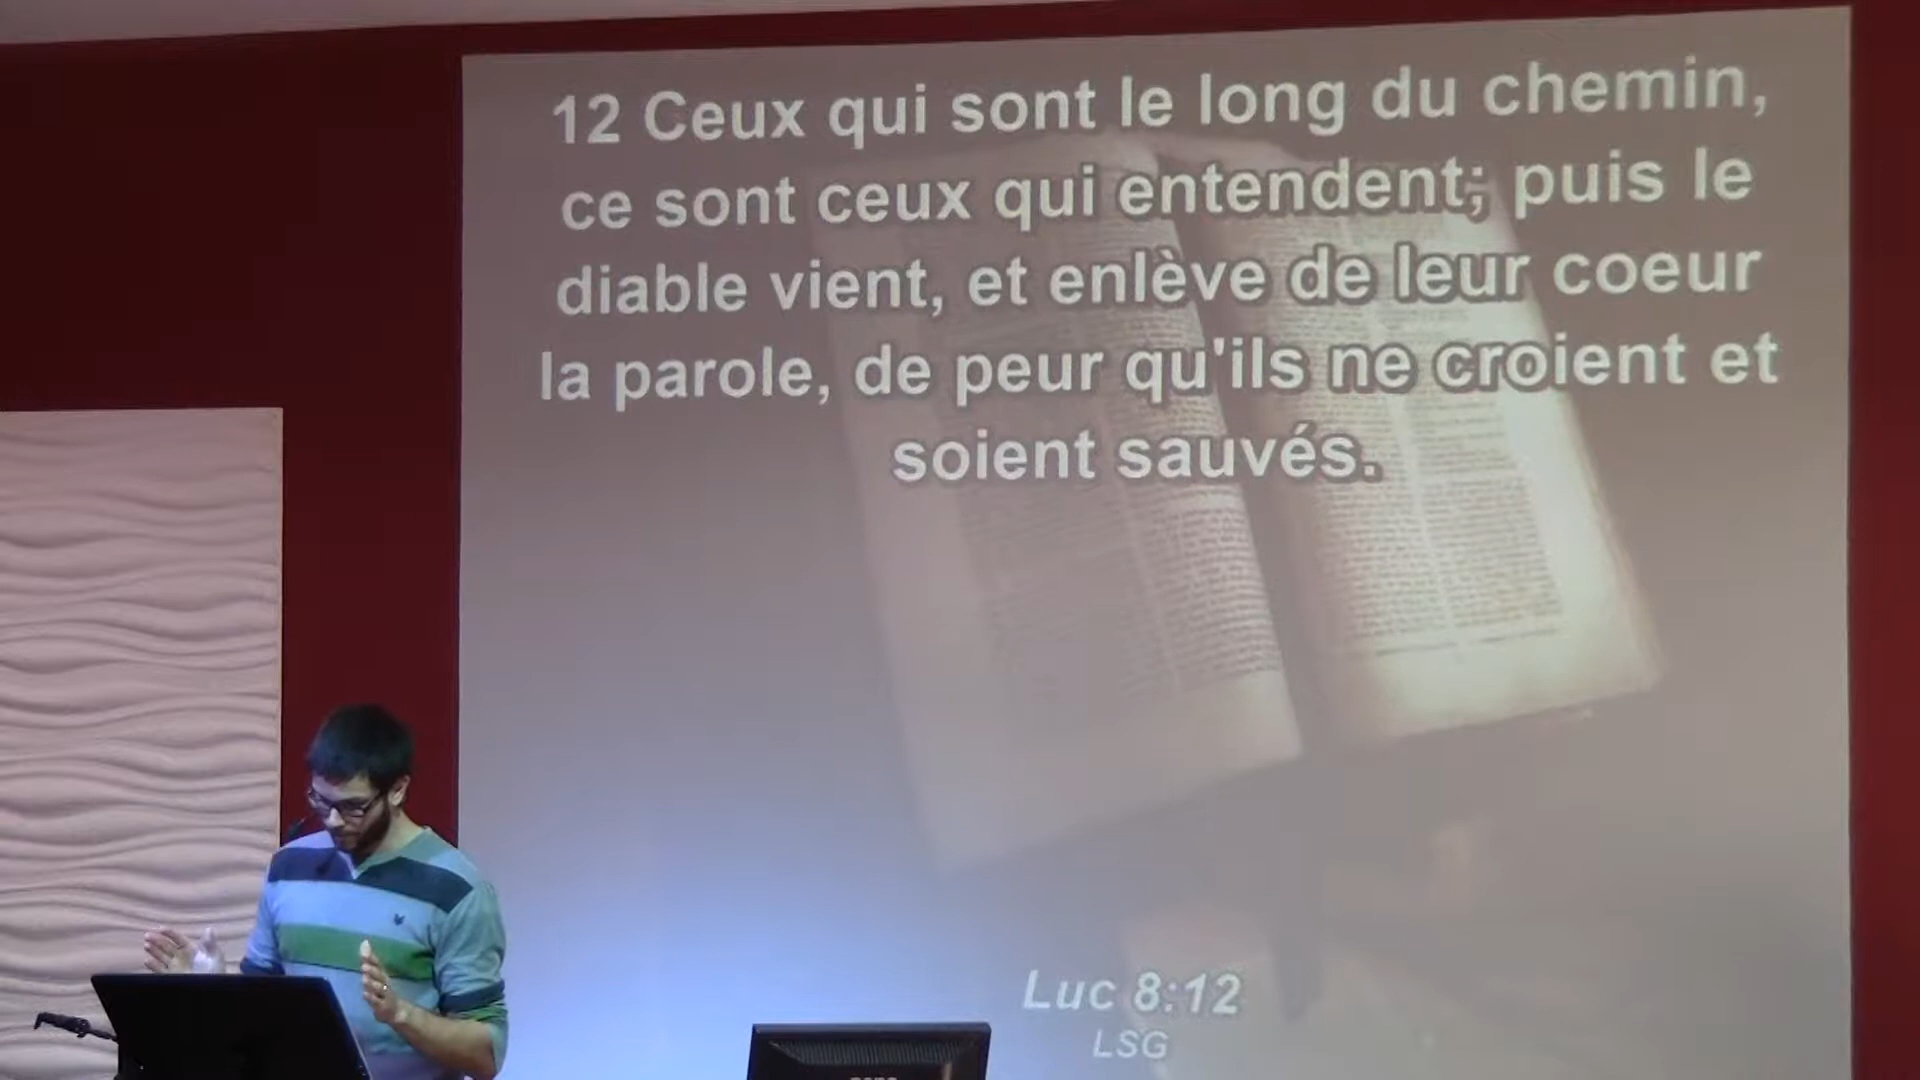 12 Ceux qui sont le long du chemin,
ce sont ceux qui entendent; puis le
diable vient, et enlève de leur coeur
la parole, de peur qu'ils ne croient et
soient sauvés.
Luc 8:12
LSG